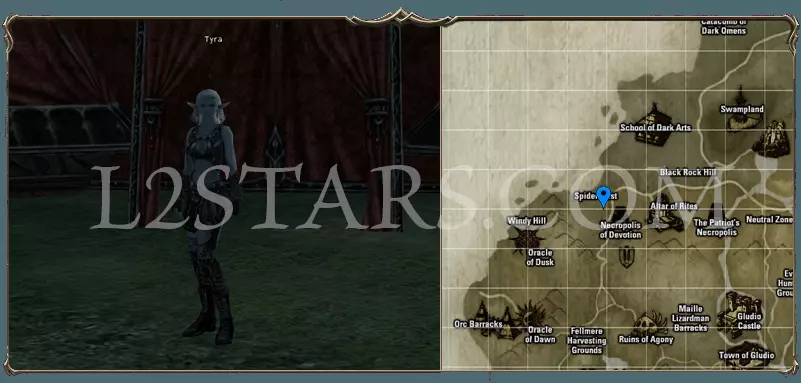 Tyra
L2STARS.COM
Catacomb of
Dark Omens
Swampland
School of Dark Arts
Black Rock Hill
Altar of Rites
Windy Hill
Necropolis
of Devotion
The Patriot's
Necropolis
Neutral Zone
Oracle
of Dusk
Orc Barracks
Oracle
of Dawn
Fellmere
Harvesting
Grounds
Ruins of Agony
Maille
Lizardman
Barracks
Gludio
Castle
Town of Gludio